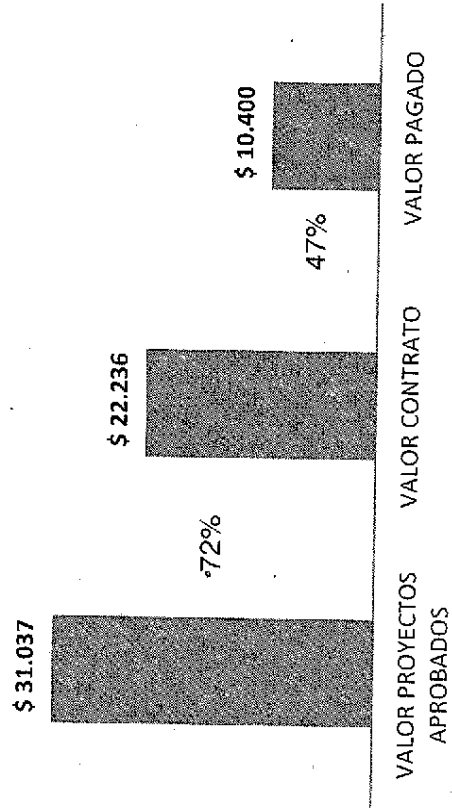 $ 31.037
72%
$ 22.236
47%
$ 10.400
VALOR PROYECTOS
APROBADOS
VALOR CONTRATO
VALOR PAGADO